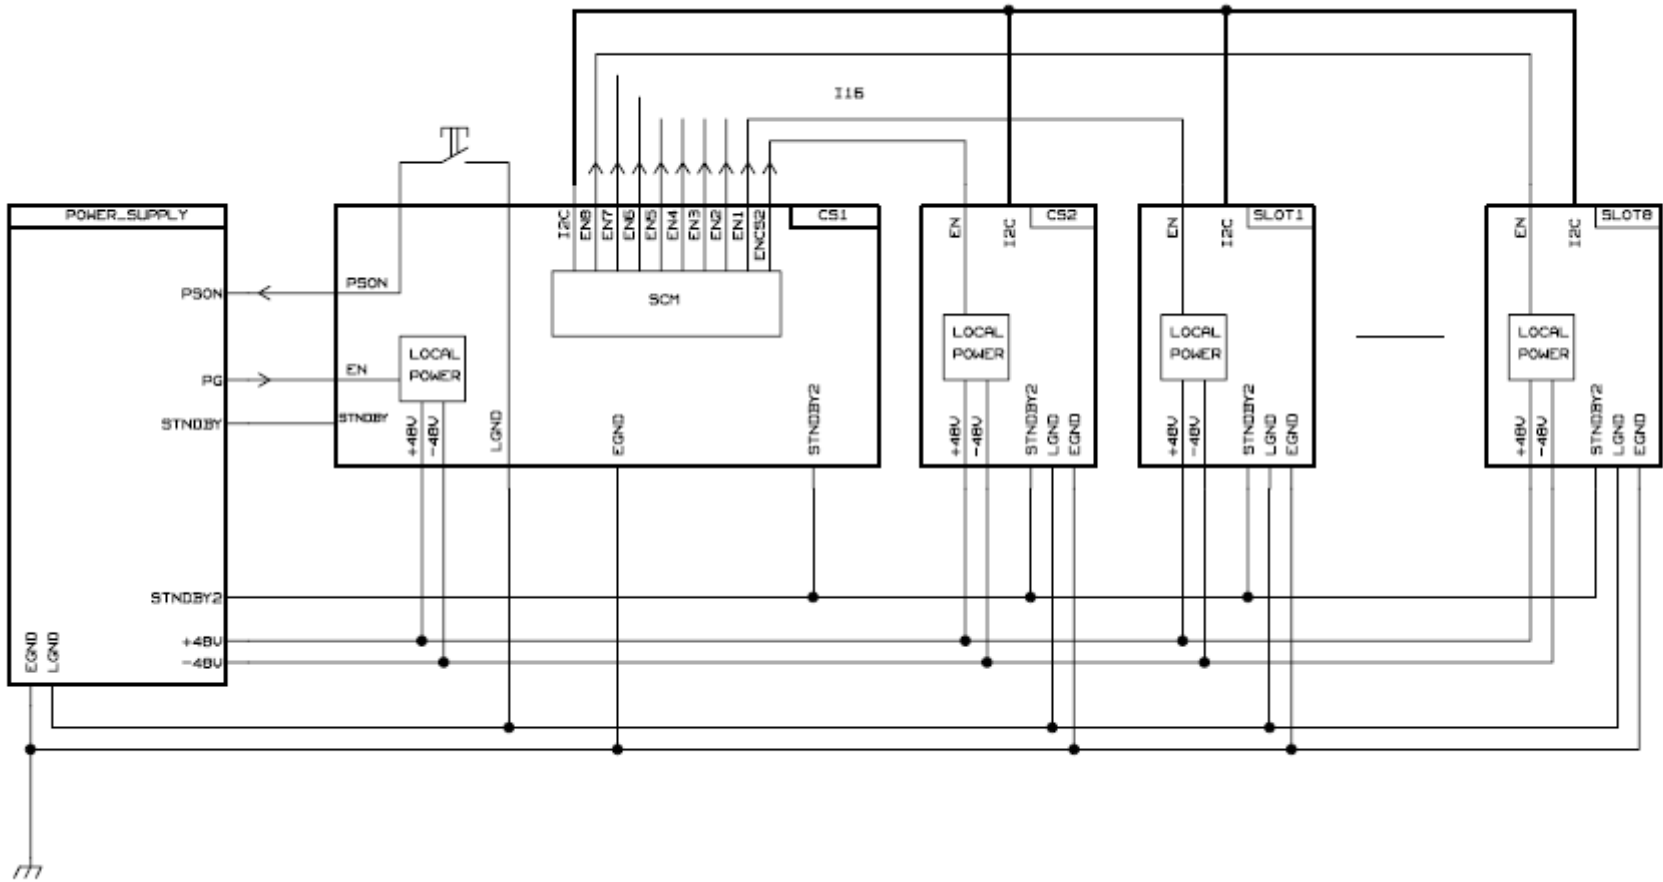 I16
POWER_SUPPLY
PSON
PG
STNDBY
STNDBY2
+48V
-48V
EGND
LGND
CS1
I2C
EN8
EN7
EN6
EN5
EN4
EN3
EN2
EN1
ENCS2
SCM
PSON
EN
STNDBY
LOCAL
POWER
+48V
-48V
LGND
EGND
STNDBY2
CS2
EN
I2C
LOCAL
POWER
+48V
-48V
STNDBY2
LGND
EGND
SLOT1
EN
I2C
LOCAL
POWER
+48V
-48V
STNDBY2
LGND
EGND
SLOT8
EN
I2C
LOCAL
POWER
+48V
-48V
STNDBY2
LGND
EGND